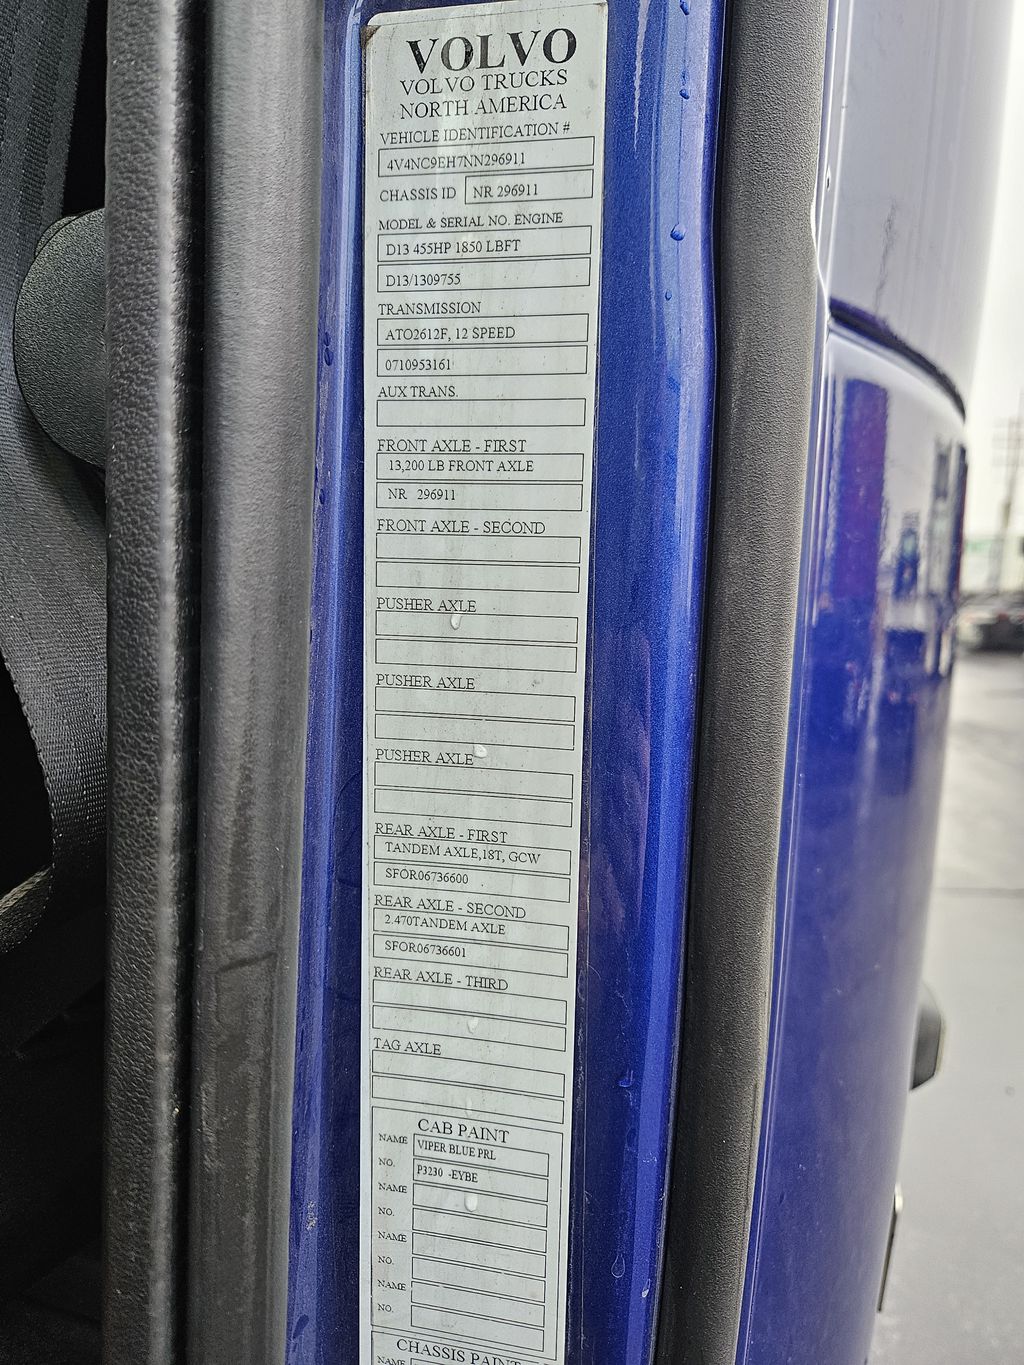 VOLVO
VOLVO TRUCKS
NORTH AMERICA
VEHICLE IDENTIFICATION #
4V4NC9EH7NN296911
CHASSIS ID NR 296911
MODEL & SERIAL NO. ENGINE
D13 455HP 1850 LBFT
D13/1309755
TRANSMISSION
ATO2612F, 12 SPEED
0710953161
AUX TRANS.
FRONT AXLE - FIRST
13,200 LB FRONT AXLE
NR 296911
FRONT AXLE - SECOND
PUSHER AXLE
PUSHER AXLE
PUSHER AXLE
REAR AXLE - FIRST
TANDEM AXLE,18T, GCW
SFOR06736600
REAR AXLE - SECOND
2.470TANDEM AXLE
SFOR06736601
REAR AXLE - THIRD
TAG AXLE
CAB PAINT
NAME VIPER BLUE PRL
NO. P3230 -EYBE
NAME
NO.
NAME
NO.
NAME
NO.
CHASSIS PAINT
NAME